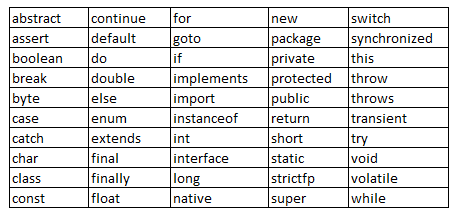 abstract continue for new switch
assert default goto package synchronized
boolean do if private this
break double implements protected throw
byte else import public throws
case enum instanceof return transient
catch extends int short try
char final interface static void
class finally long strictfp volatile
const float native super while